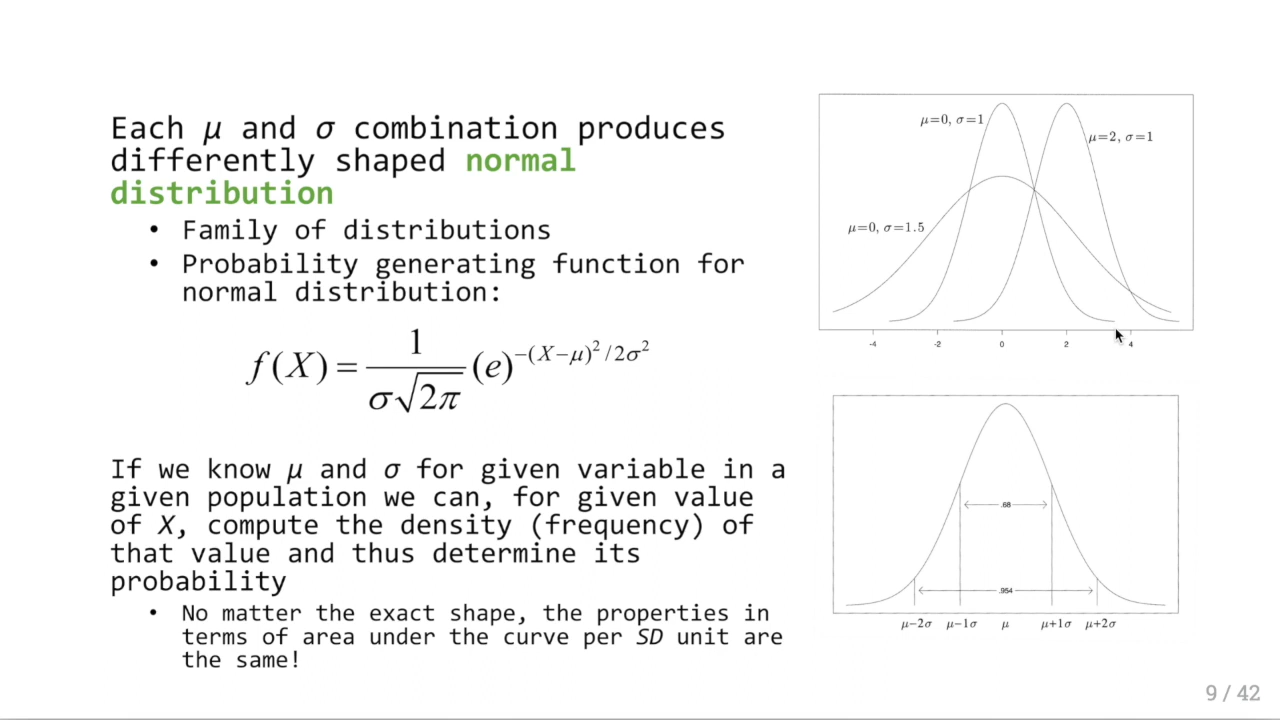 Each μ and σ combination produces
differently shaped normal
distribution
• Family of distributions
• Probability generating function for
normal distribution:
f(X) = 1/(σ√2π) (e)^−(X−μ)²/2σ²
If we know μ and σ for given variable in a
given population we can, for given value
of X, compute the density (frequency) of
that value and thus determine its
probability
• No matter the exact shape, the properties in
terms of area under the curve per SD unit are
the same!
μ=0, σ=1
μ=2, σ=1
μ=0, σ=1.5
-4 -2 0 2 4
.68
.954
μ−2σ μ−1σ μ μ+1σ μ+2σ
9 / 42